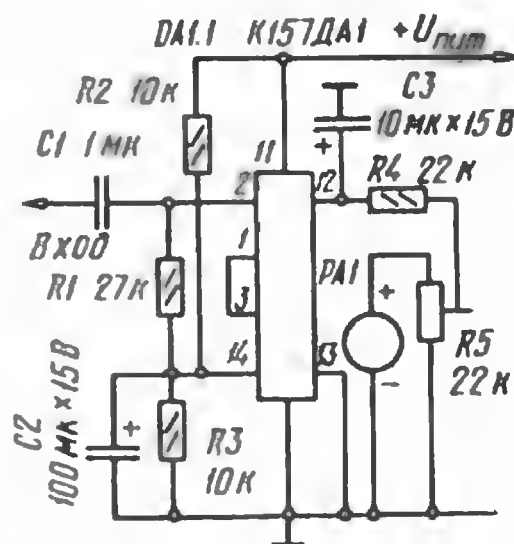 DA1.1 К157ДА1 +Uпит
R2 10к
C3
10мк×15В
C1 1мк
11
2
12
R4 22к
Вход
1
R1 27к
3
PA1
+
14
13
R5
22к
−
C2
100мк×15В
+
R3
10к
+